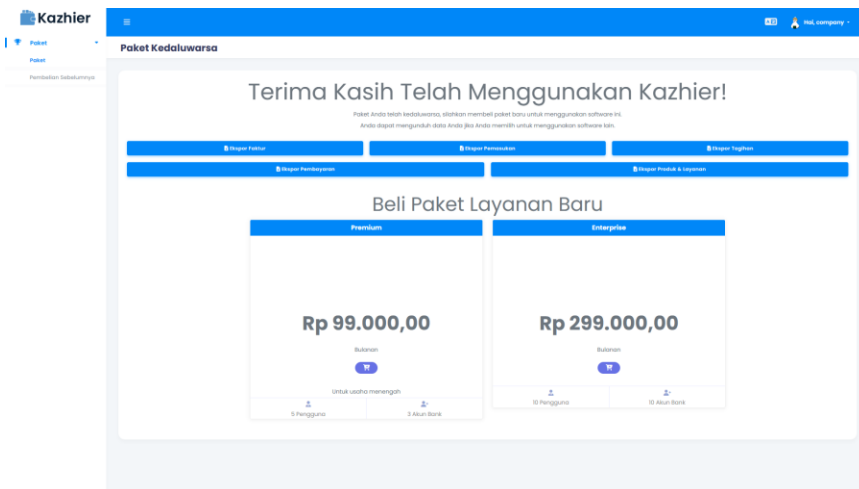 Kazhier
Hai, company
Paket
Paket
Pembelian Sebelumnya
Paket Kedaluwarsa
Terima Kasih Telah Menggunakan Kazhier!
Paket Anda telah kedaluwarsa, silahkan membeli paket baru untuk menggunakan software ini.
Anda dapat mengunduh data Anda jika Anda memilih untuk menggunakan software lain.
Ekspor Faktur
Ekspor Pemasukan
Ekspor Tagihan
Ekspor Pembayaran
Ekspor Produk & Layanan
Beli Paket Layanan Baru
Premium
Enterprise
Rp 99.000,00
Rp 299.000,00
Bulanan
Bulanan
Untuk usaha menengah
5 Pengguna
3 Akun Bank
10 Pengguna
10 Akun Bank